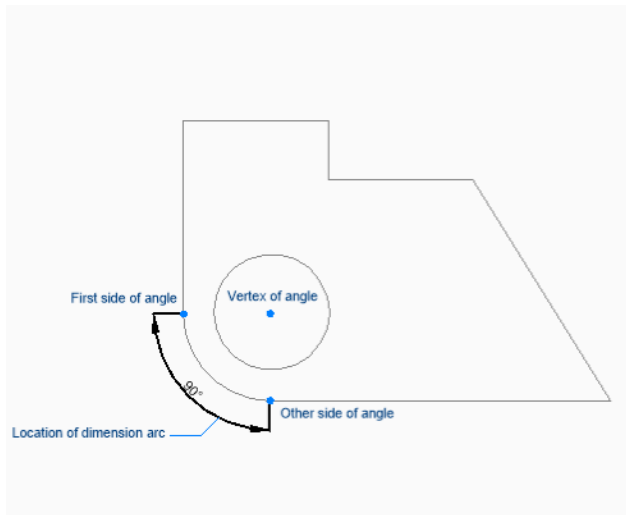 First side of angle
Vertex of angle
90°
Other side of angle
Location of dimension arc